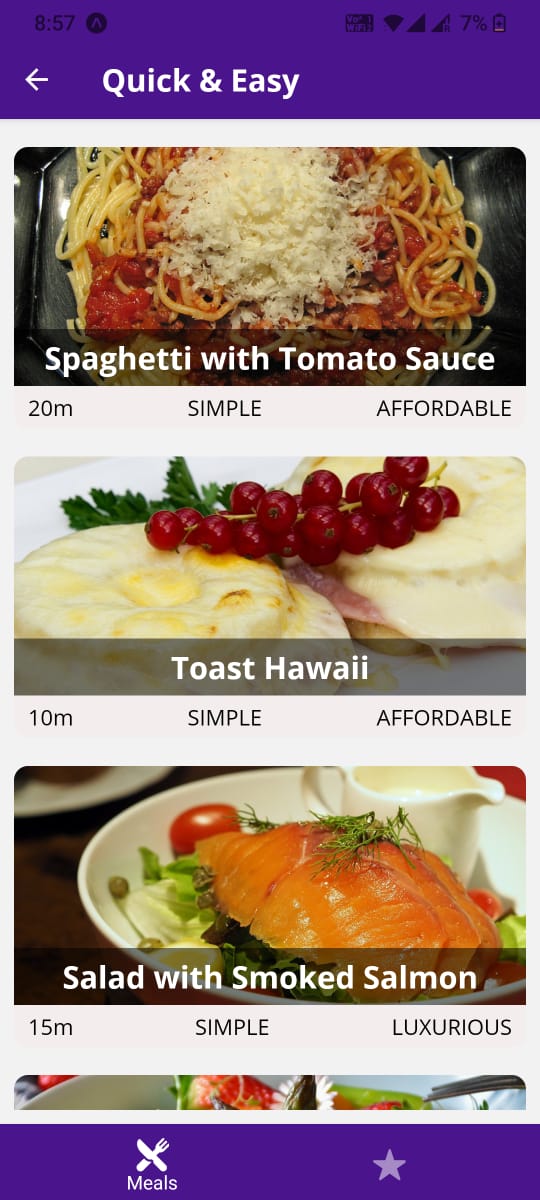 8:57
7%
Quick & Easy
Spaghetti with Tomato Sauce
20m SIMPLE AFFORDABLE
Toast Hawaii
10m SIMPLE AFFORDABLE
Salad with Smoked Salmon
15m SIMPLE LUXURIOUS
Meals